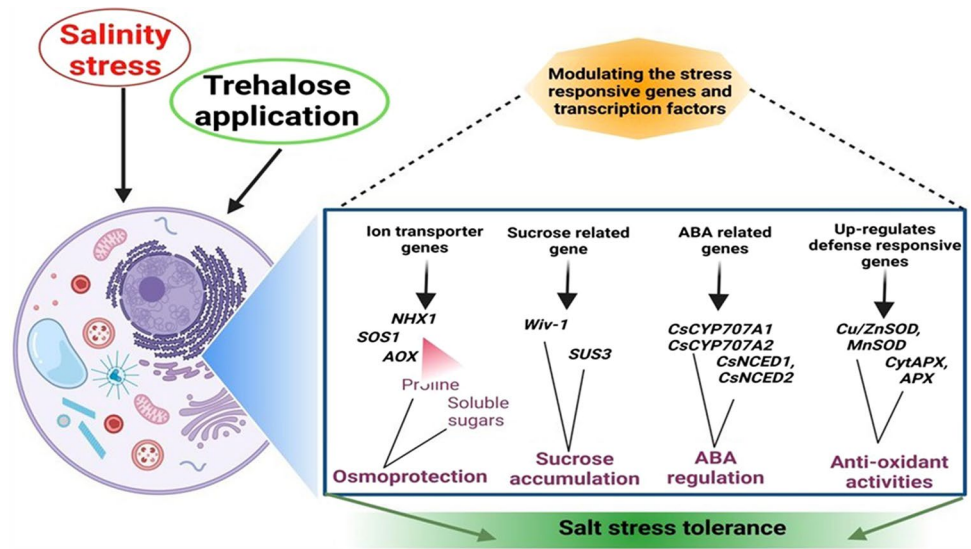 Salinity
stress
Trehalose
application
Modulating the stress
responsive genes and
transcription factors
Ion transporter
genes
Sucrose related
gene
ABA related
genes
Up-regulates
defense responsive
genes
NHX1
SOS1
AOX
Proline
Soluble
sugars
Osmoprotection
Wiv-1
SUS3
Sucrose
accumulation
CsCYP707A1
CsCYP707A2
CsNCED1,
CsNCED2
ABA
regulation
Cu/ZnSOD,
MnSOD
CytAPX,
APX
Anti-oxidant
activities
Salt stress tolerance